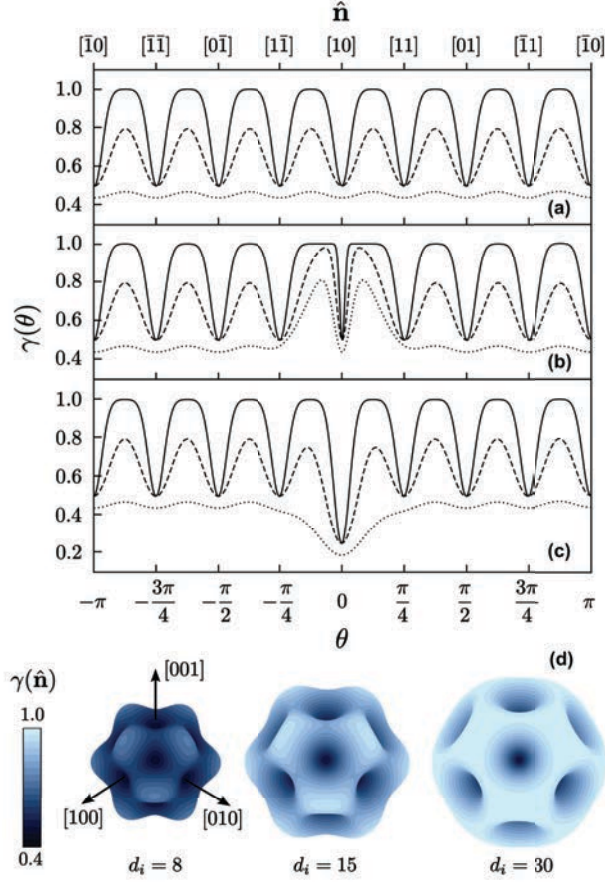 n̂
[1̅0] [1̅1̅] [01̅] [11̅] [10] [11] [01] [1̅1] [1̅0]
1.0
0.8
0.6
0.4
(a)
1.0
0.8
0.6
0.4
(b)
γ(θ)
1.0
0.8
0.6
0.4
0.2
(c)
−π −3π/4 −π/2 −π/4 0 π/4 π/2 3π/4 π
θ
(d)
γ(n̂)
1.0
0.4
[001]
[100] [010]
dᵢ = 8 dᵢ = 15 dᵢ = 30